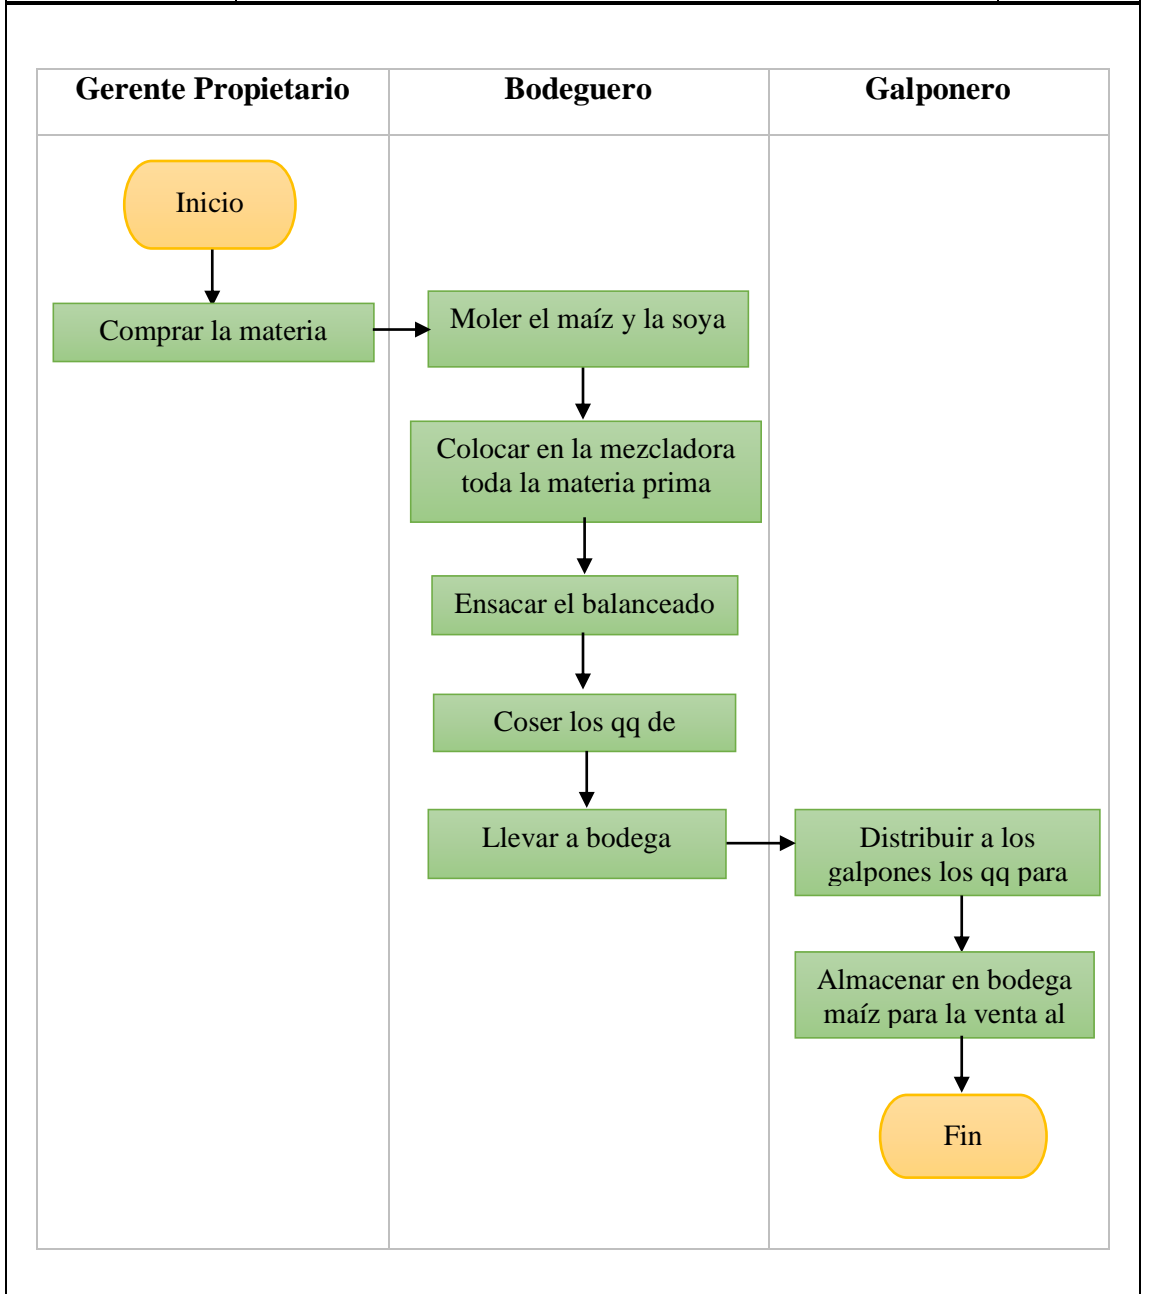 Gerente Propietario
Bodeguero
Galponero
Inicio
Comprar la materia
Moler el maíz y la soya
Colocar en la mezcladora
toda la materia prima
Ensacar el balanceado
Coser los qq de
Llevar a bodega
Distribuir a los
galpones los qq para
Almacenar en bodega
maíz para la venta al
Fin